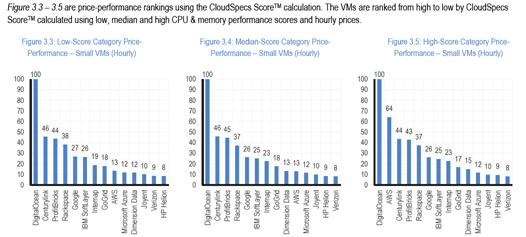 Figure 3.3 – 3.5 are price-performance rankings using the CloudSpecs Score™ calculation. The VMs are ranked from high to low by CloudSpecs
Score™ calculated using low, median and high CPU & memory performance scores and hourly prices.
Figure 3.3: Low-Score Category Price-
Performance – Small VMs (Hourly)
100
90
80
70
60
50
40
30
20
10
0
100
46
44
38
27
26
19
18
13
12
12
10
9
8
DigitalOcean
Centurylink
ProfitBricks
Rackspace
Google
IBM SoftLayer
Internap
GoGrid
AWS
Microsoft Azure
Dimension Data
Joyent
Verizon
HP Helion
Figure 3.4: Median-Score Category Price-
Performance – Small VMs (Hourly)
100
90
80
70
60
50
40
30
20
10
0
100
46
45
37
26
25
23
18
13
13
12
10
9
8
DigitalOcean
Centurylink
ProfitBricks
Rackspace
Google
IBM SoftLayer
Internap
GoGrid
Dimension Data
AWS
Microsoft Azure
Joyent
HP Helion
Verizon
Figure 3.5: High-Score Category Price-
Performance – Small VMs (Hourly)
100
90
80
70
60
50
40
30
20
10
0
100
64
44
43
37
26
25
23
17
15
12
10
9
8
DigitalOcean
AWS
Centurylink
ProfitBricks
Rackspace
Google
IBM SoftLayer
Internap
GoGrid
Dimension Data
Microsoft Azure
Joyent
HP Helion
Verizon